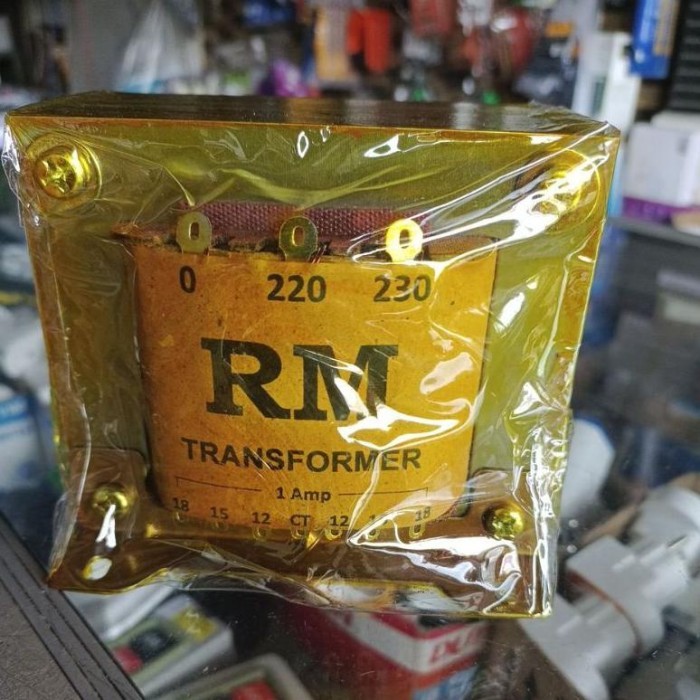 0 220 230
RM
TRANSFORMER
1 Amp
18 15 12 CT 12 18